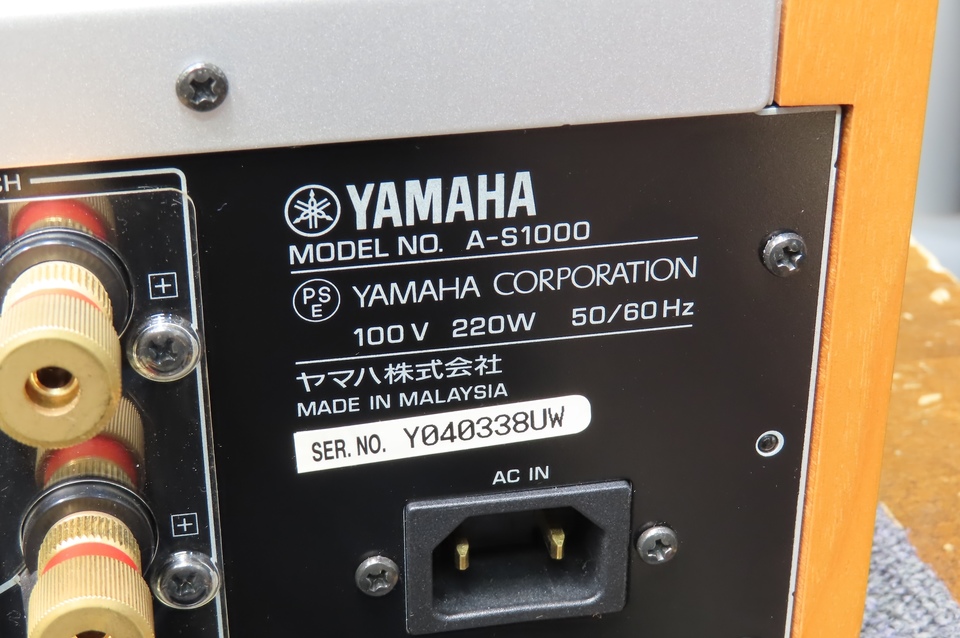 CH
YAMAHA
MODEL NO. A-S1000
PS
E
YAMAHA CORPORATION
100V 220W 50/60Hz
ヤマハ株式会社
MADE IN MALAYSIA
SER. NO. Y040338UW
AC IN
+
+